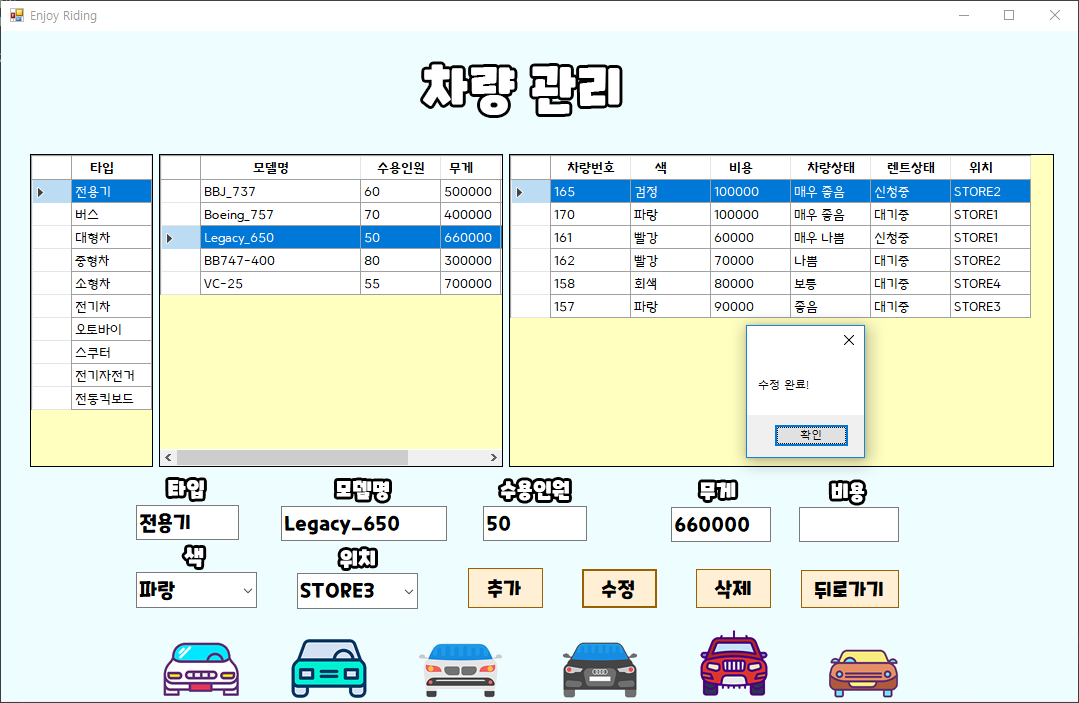 Enjoy Riding
차량 관리
타입
전용기
버스
대형차
중형차
소형차
전기차
오토바이
스쿠터
전기자전거
전동킥보드
모델명 수용인원 무게
BBJ_737 60 500000
Boeing_757 70 400000
Legacy_650 50 660000
BB747-400 80 300000
VC-25 55 700000
차량번호 색 비용 차량상태 렌트상태 위치
165 검정 100000 매우 좋음 신청중 STORE2
170 파랑 100000 매우 좋음 대기중 STORE1
161 빨강 60000 매우 나쁨 신청중 STORE1
162 빨강 70000 나쁨 대기중 STORE2
158 회색 80000 보통 대기중 STORE4
157 파랑 90000 좋음 대기중 STORE3
수정 완료!
확인
타입 모델명 수용인원 무게 비용
전용기 Legacy_650 50 660000
색 위치
파랑 STORE3 추가 수정 삭제 뒤로가기